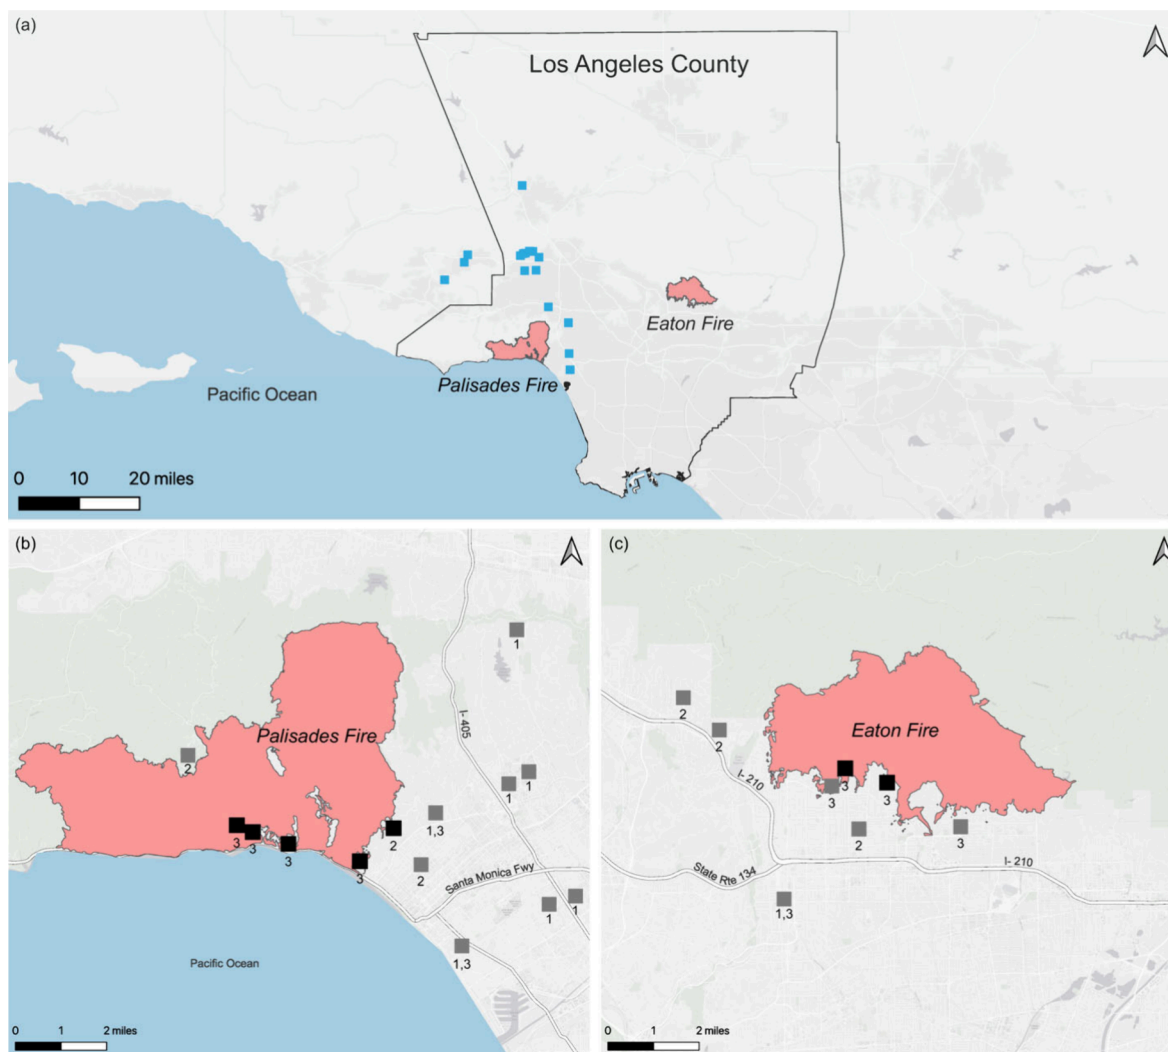 (a)
Los Angeles County
Eaton Fire
Palisades Fire
Pacific Ocean
0 10 20 miles
(b)
1
I- 405
Palisades Fire
2
1
1
1,3
3
3
3
2
3
2
Santa Monica Fwy
1
1
1,3
Pacific Ocean
0 1 2 miles
(c)
2
2
Eaton Fire
I- 210
3
3
3
2
3
I- 210
State Rte 134
1,3
0 1 2 miles